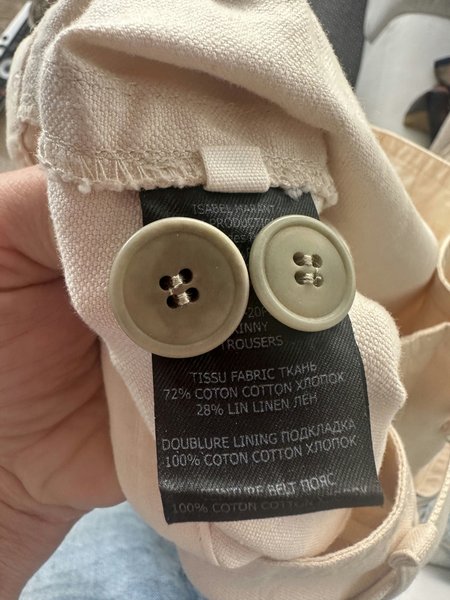 ISABEL MARANT
PRODUCTION
TROUSERS
TISSU FABRIC ТКАНЬ
72% COTON COTTON ХЛОПОК
28% LIN LINEN ЛЕН
DOUBLURE LINING ПОДКЛАДКА
100% COTON COTTON ХЛОПОК
BELT ПОЯС
100% COTON COTTON